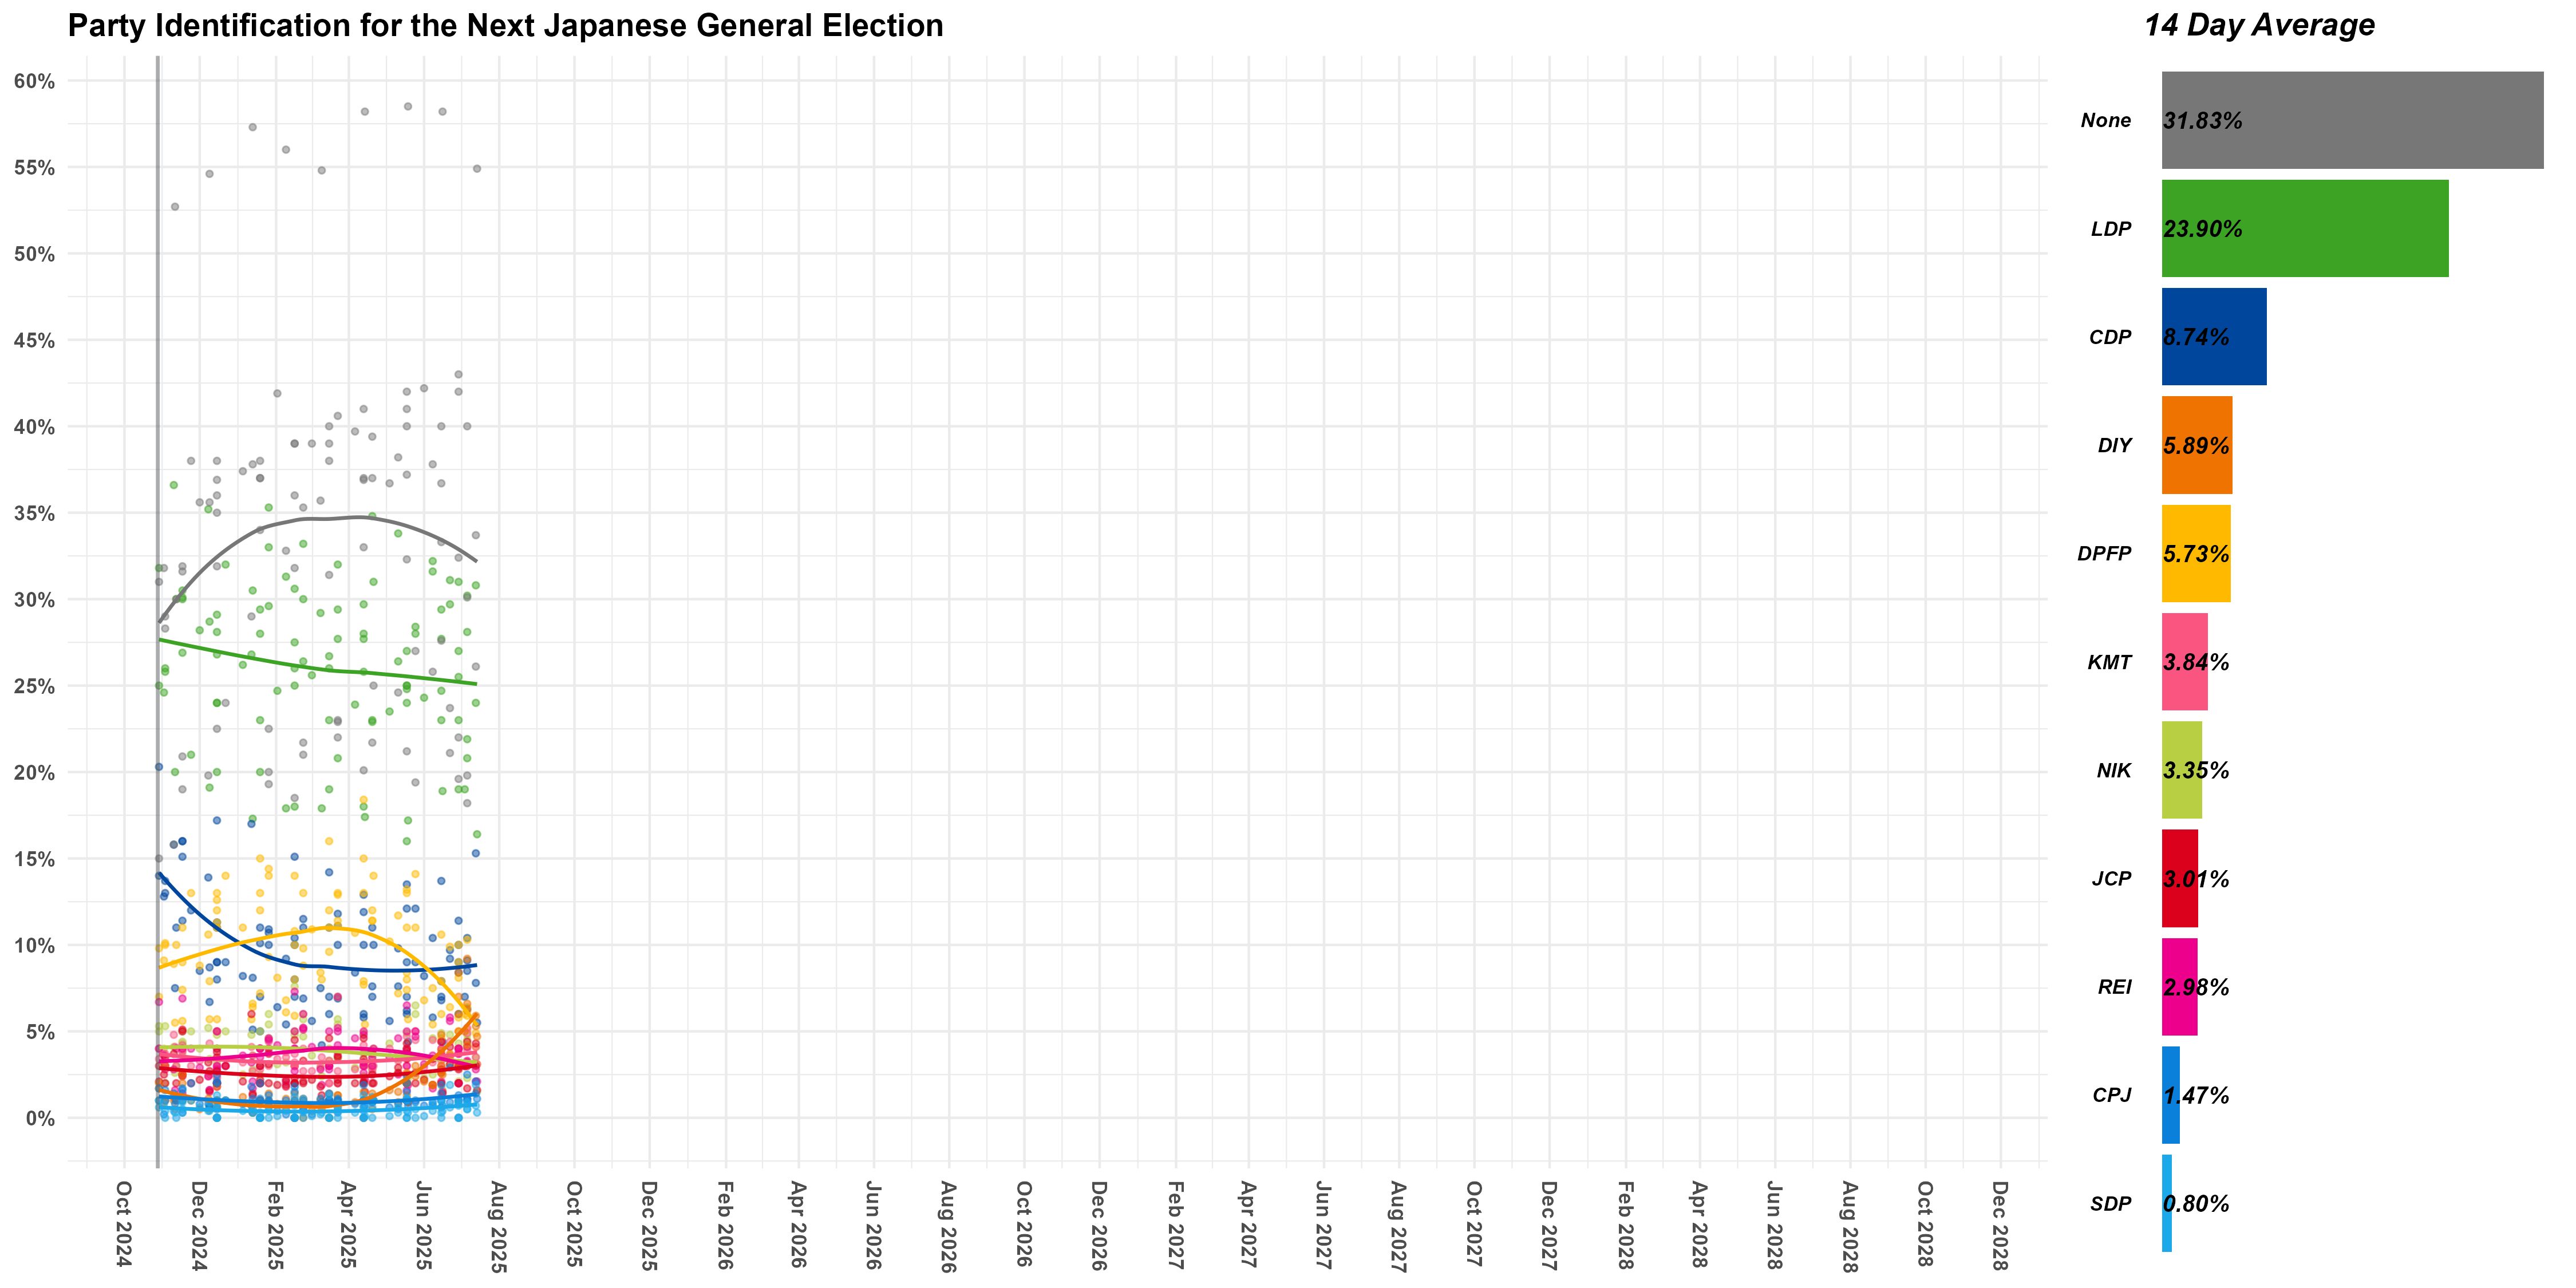 Party Identification for the Next Japanese General Election
14 Day Average
60%
55%
50%
45%
40%
35%
30%
25%
20%
15%
10%
5%
0%
Oct 2024
Dec 2024
Feb 2025
Apr 2025
Jun 2025
Aug 2025
Oct 2025
Dec 2025
Feb 2026
Apr 2026
Jun 2026
Aug 2026
Oct 2026
Dec 2026
Feb 2027
Apr 2027
Jun 2027
Aug 2027
Oct 2027
Dec 2027
Feb 2028
Apr 2028
Jun 2028
Aug 2028
Oct 2028
Dec 2028
None 31.83%
LDP 23.90%
CDP 8.74%
DIY 5.89%
DPFP 5.73%
KMT 3.84%
NIK 3.35%
JCP 3.01%
REI 2.98%
CPJ 1.47%
SDP 0.80%